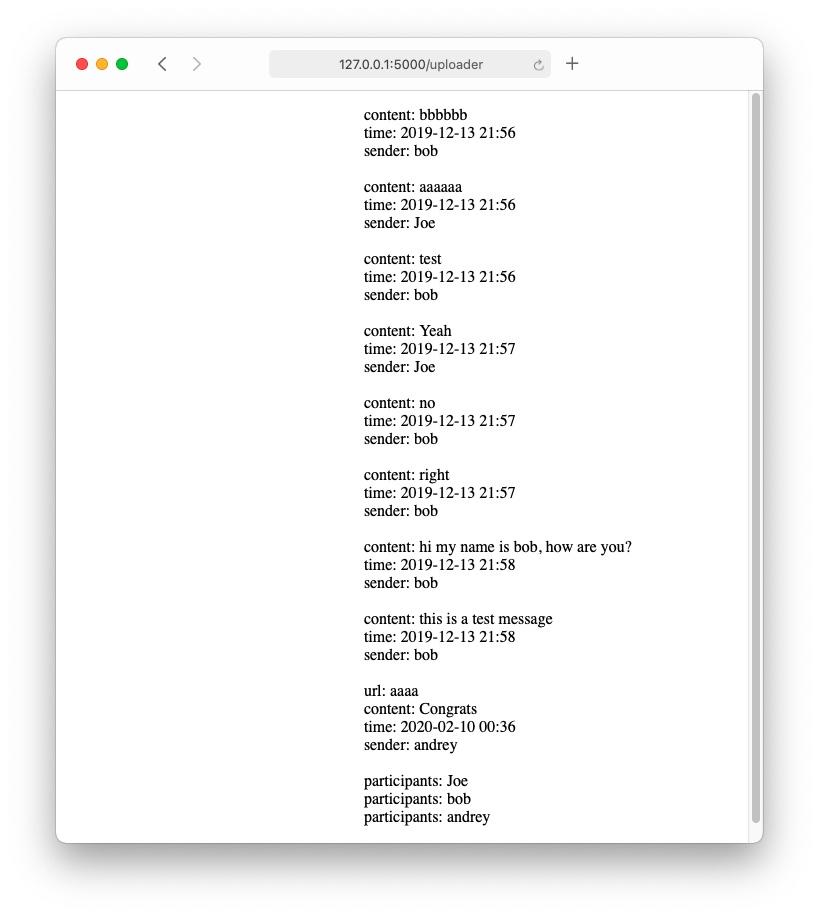 127.0.0.1:5000/uploader
content: bbbbbb
time: 2019-12-13 21:56
sender: bob
content: aaaaaa
time: 2019-12-13 21:56
sender: Joe
content: test
time: 2019-12-13 21:56
sender: bob
content: Yeah
time: 2019-12-13 21:57
sender: Joe
content: no
time: 2019-12-13 21:57
sender: bob
content: right
time: 2019-12-13 21:57
sender: bob
content: hi my name is bob, how are you?
time: 2019-12-13 21:58
sender: bob
content: this is a test message
time: 2019-12-13 21:58
sender: bob
url: aaaa
content: Congrats
time: 2020-02-10 00:36
sender: andrey
participants: Joe
participants: bob
participants: andrey